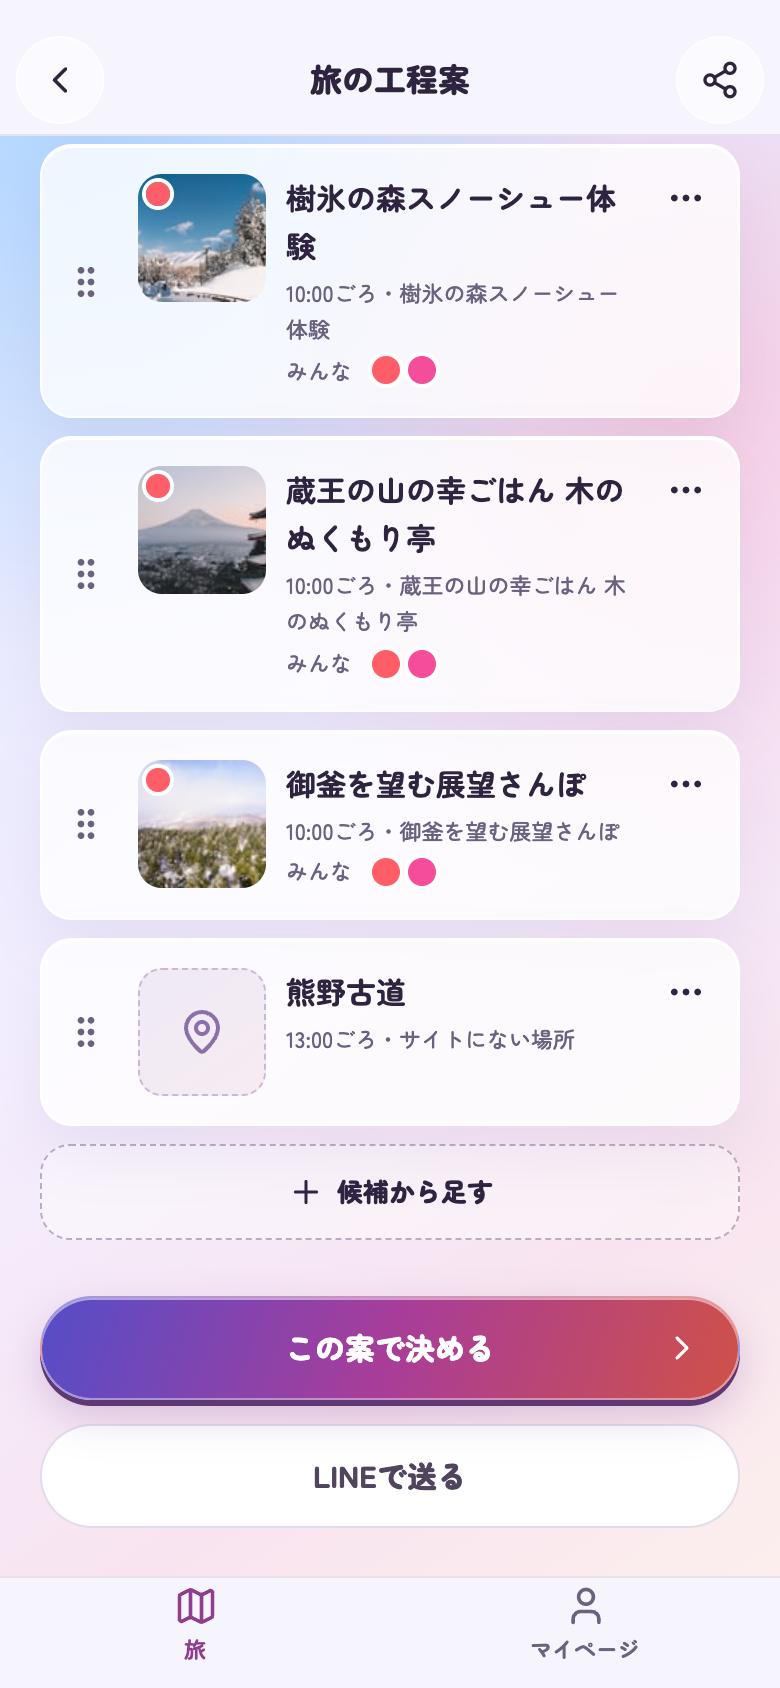 旅の工程案
樹氷の森スノーシュー体
験
10:00ごろ・樹氷の森スノーシュー
体験
みんな
蔵王の山の幸ごはん 木の
ぬくもり亭
10:00ごろ・蔵王の山の幸ごはん 木
のぬくもり亭
みんな
御釜を望む展望さんぽ
10:00ごろ・御釜を望む展望さんぽ
みんな
熊野古道
13:00ごろ・サイトにない場所
候補から足す
この案で決める
LINEで送る
旅
マイページ